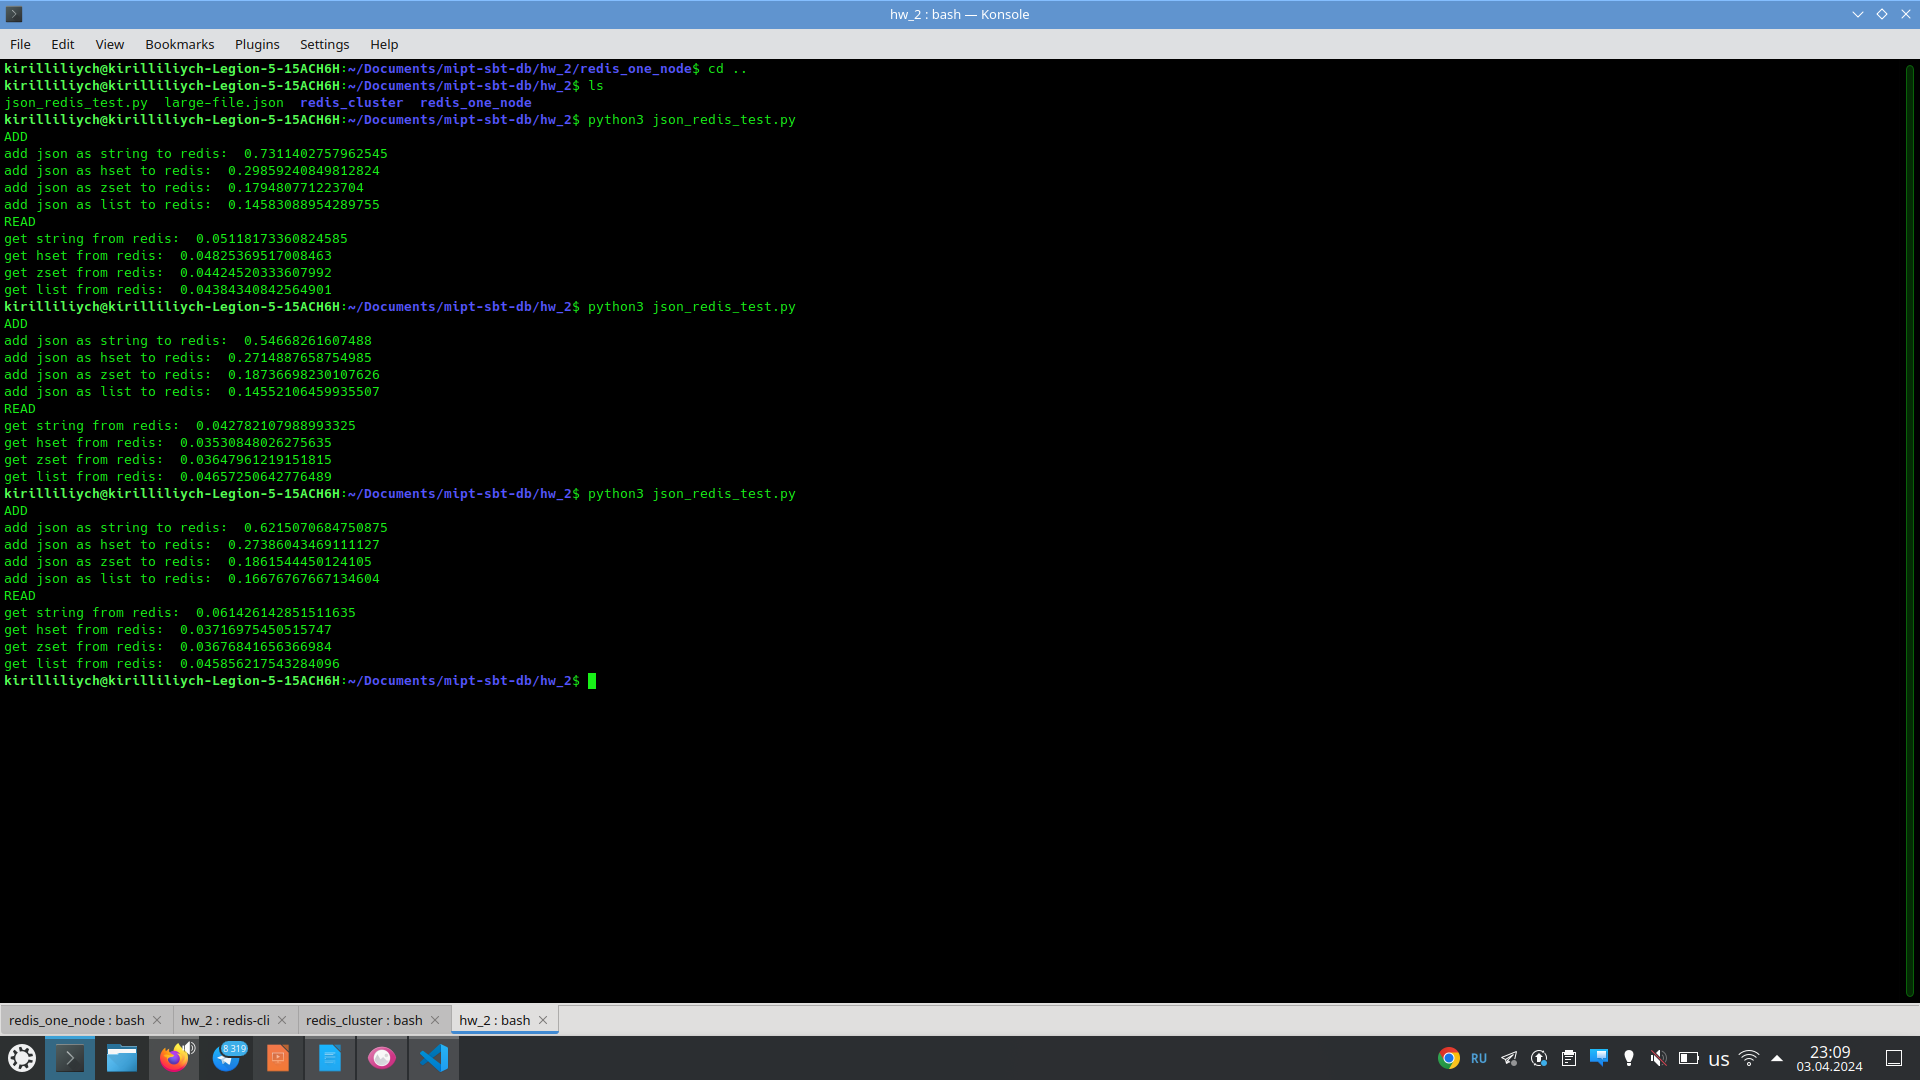 hw_2 : bash — Konsole
File Edit View Bookmarks Plugins Settings Help
kirilliliych@kirilliliych-Legion-5-15ACH6H:~/Documents/mipt-sbt-db/hw_2/redis_one_node$ cd ..
kirilliliych@kirilliliych-Legion-5-15ACH6H:~/Documents/mipt-sbt-db/hw_2$ ls
json_redis_test.py  large-file.json  redis_cluster  redis_one_node
kirilliliych@kirilliliych-Legion-5-15ACH6H:~/Documents/mipt-sbt-db/hw_2$ python3 json_redis_test.py
ADD
add json as string to redis:  0.7311402757962545
add json as hset to redis:  0.29859240849812824
add json as zset to redis:  0.179480771223704
add json as list to redis:  0.14583088954289755
READ
get string from redis:  0.05118173360824585
get hset from redis:  0.04825369517008463
get zset from redis:  0.04424520333607992
get list from redis:  0.04384340842564901
kirilliliych@kirilliliych-Legion-5-15ACH6H:~/Documents/mipt-sbt-db/hw_2$ python3 json_redis_test.py
ADD
add json as string to redis:  0.54668261607488
add json as hset to redis:  0.2714887658754985
add json as zset to redis:  0.18736698230107626
add json as list to redis:  0.14552106459935507
READ
get string from redis:  0.042782107988993325
get hset from redis:  0.03530848026275635
get zset from redis:  0.03647961219151815
get list from redis:  0.04657250642776489
kirilliliych@kirilliliych-Legion-5-15ACH6H:~/Documents/mipt-sbt-db/hw_2$ python3 json_redis_test.py
ADD
add json as string to redis:  0.6215070684750875
add json as hset to redis:  0.27386043469111127
add json as zset to redis:  0.1861544450124105
add json as list to redis:  0.16676767667134604
READ
get string from redis:  0.061426142851511635
get hset from redis:  0.03716975450515747
get zset from redis:  0.03676841656366984
get list from redis:  0.045856217543284096
kirilliliych@kirilliliych-Legion-5-15ACH6H:~/Documents/mipt-sbt-db/hw_2$
redis_one_node : bash hw_2 : redis-cli redis_cluster : bash hw_2 : bash
8 319 RU us 23:09
03.04.2024